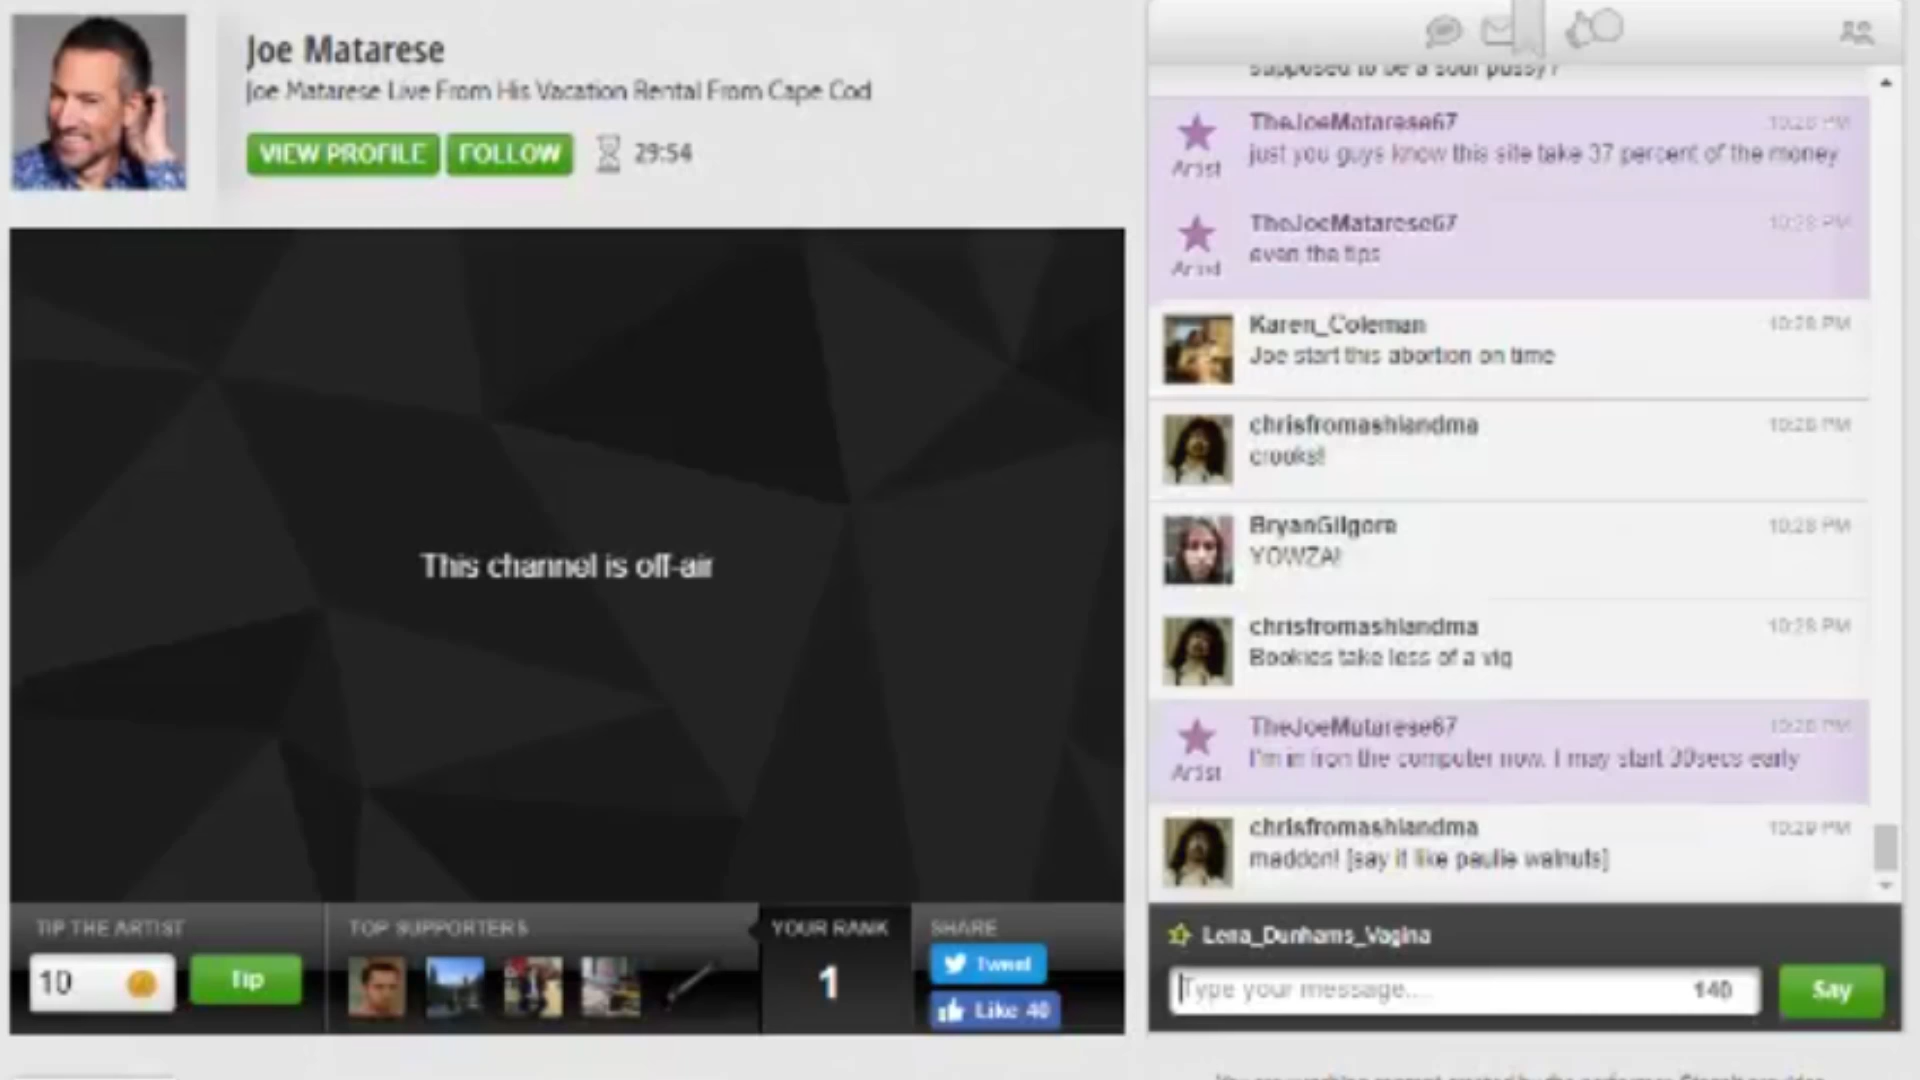 Joe Matarese
Joe Matarese Live From His Vacation Rental From Cape Cod
VIEW PROFILE
FOLLOW
29:54
This channel is off-air
TIP THE ARTIST
10
Tip
TOP SUPPORTERS
YOUR RANK
1
SHARE
Tweet
Like 40
supposed to be a sour pussy?
TheJoeMatarese67
10:28 PM
Artist
just you guys know this site take 37 percent of the money
TheJoeMatarese67
10:28 PM
Artist
even the tips
Karen_Coleman
10:28 PM
Joe start this abortion on time
chrisfromashlandma
10:28 PM
crooks!
BryanGilgore
10:28 PM
YOWZA!
chrisfromashlandma
10:28 PM
Bookies take less of a vig
TheJoeMatarese67
10:28 PM
Artist
I'm in fron the computer now. I may start 30secs early
chrisfromashlandma
10:29 PM
maddon! [say it like paulie walnuts]
Lena_Dunhams_Vagina
Type your message....
140
Say